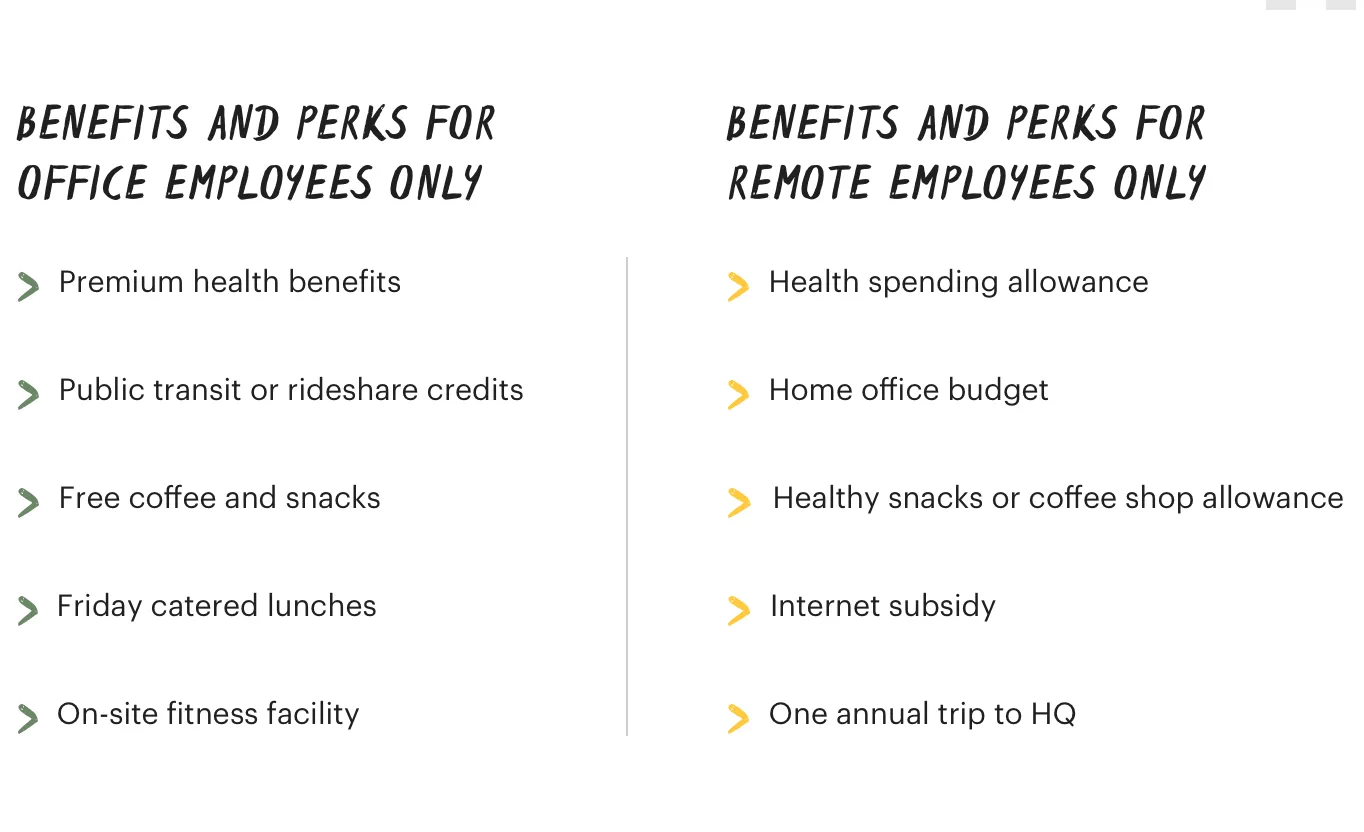 BENEFITS AND PERKS FOR
OFFICE EMPLOYEES ONLY
Premium health benefits
Public transit or rideshare credits
Free coffee and snacks
Friday catered lunches
On-site fitness facility
BENEFITS AND PERKS FOR
REMOTE EMPLOYEES ONLY
Health spending allowance
Home office budget
Healthy snacks or coffee shop allowance
Internet subsidy
One annual trip to HQ